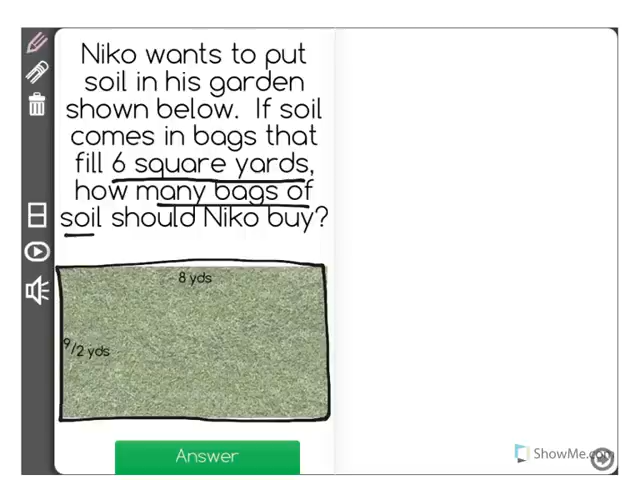 Niko wants to put
soil in his garden
shown below. If soil
comes in bags that
fill 6 square yards,
how many bags of
soil should Niko buy?
8 yds
9/2 yds
Answer
ShowMe.com